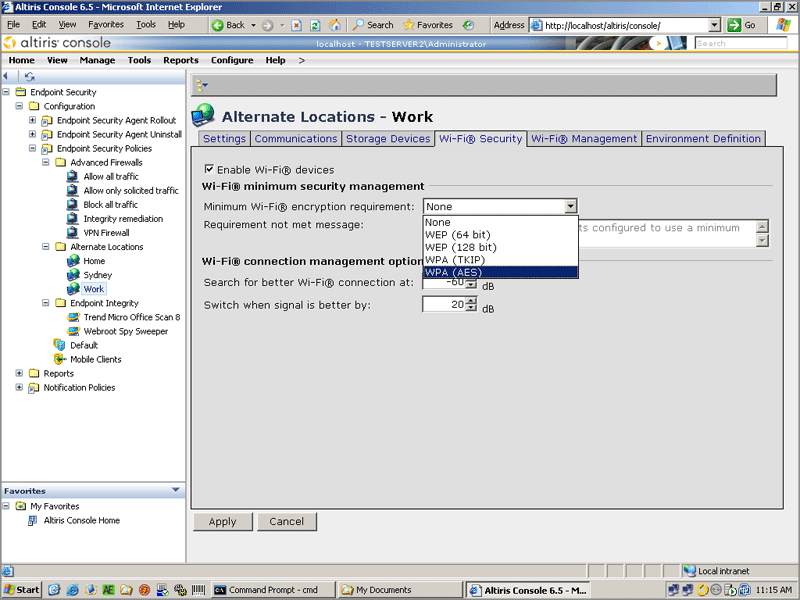 Altiris Console 6.5 - Microsoft Internet Explorer
File Edit View Favorites Tools Help
Back Search Favorites Address http://localhost/altiris/console/ Go
altiris console
localhost - TESTSERVER2\Administrator
Search
Home View Manage Tools Reports Configure Help >
Endpoint Security
Configuration
Endpoint Security Agent Rollout
Endpoint Security Agent Uninstall
Endpoint Security Policies
Advanced Firewalls
Allow all traffic
Allow only solicited traffic
Block all traffic
Integrity remediation
VPN Firewall
Alternate Locations
Home
Sydney
Work
Endpoint Integrity
Trend Micro Office Scan 8
Webroot Spy Sweeper
Default
Mobile Clients
Reports
Notification Policies
Favorites
My Favorites
Altiris Console Home
Alternate Locations - Work
Settings Communications Storage Devices Wi-Fi® Security Wi-Fi® Management Environment Definition
Enable Wi-Fi® devices
Wi-Fi® minimum security management
Minimum Wi-Fi® encryption requirement: None
None
WEP (64 bit)
WEP (128 bit)
WPA (TKIP)
WPA (AES)
Requirement not met message: ts configured to use a minimum
Wi-Fi® connection management option
Search for better Wi-Fi® connection at: -60 dB
Switch when signal is better by: 20 dB
Apply Cancel
Local intranet
Start AE Command Prompt - cmd My Documents Altiris Console 6.5 - M... 11:15 AM